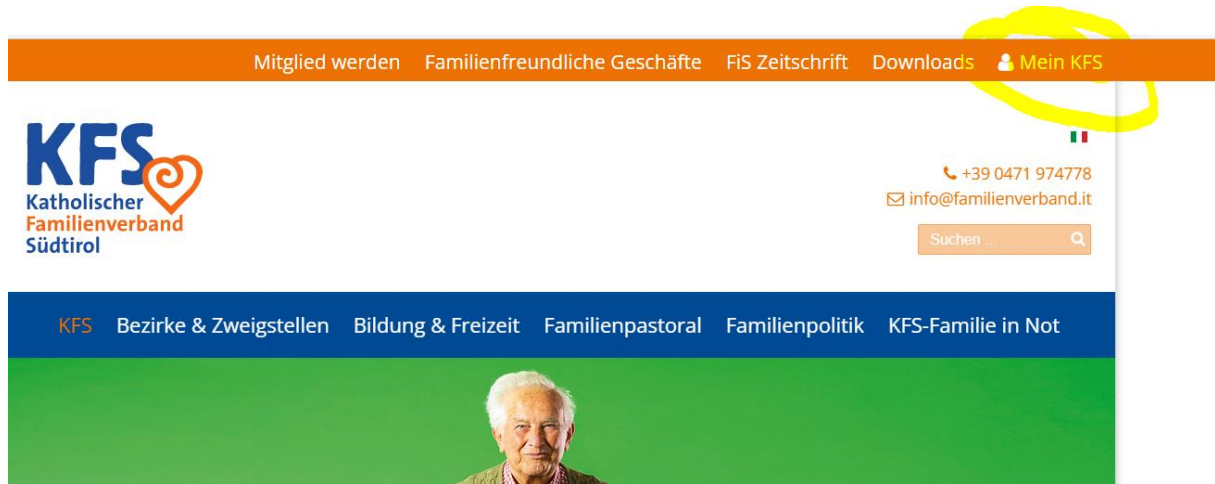 Mitglied werden Familienfreundliche Geschäfte FiS Zeitschrift Downloads Mein KFS
KFS
Katholischer
Familienverband
Südtirol
+39 0471 974778
info@familienverband.it
Suchen ...
KFS Bezirke & Zweigstellen Bildung & Freizeit Familienpastoral Familienpolitik KFS-Familie in Not